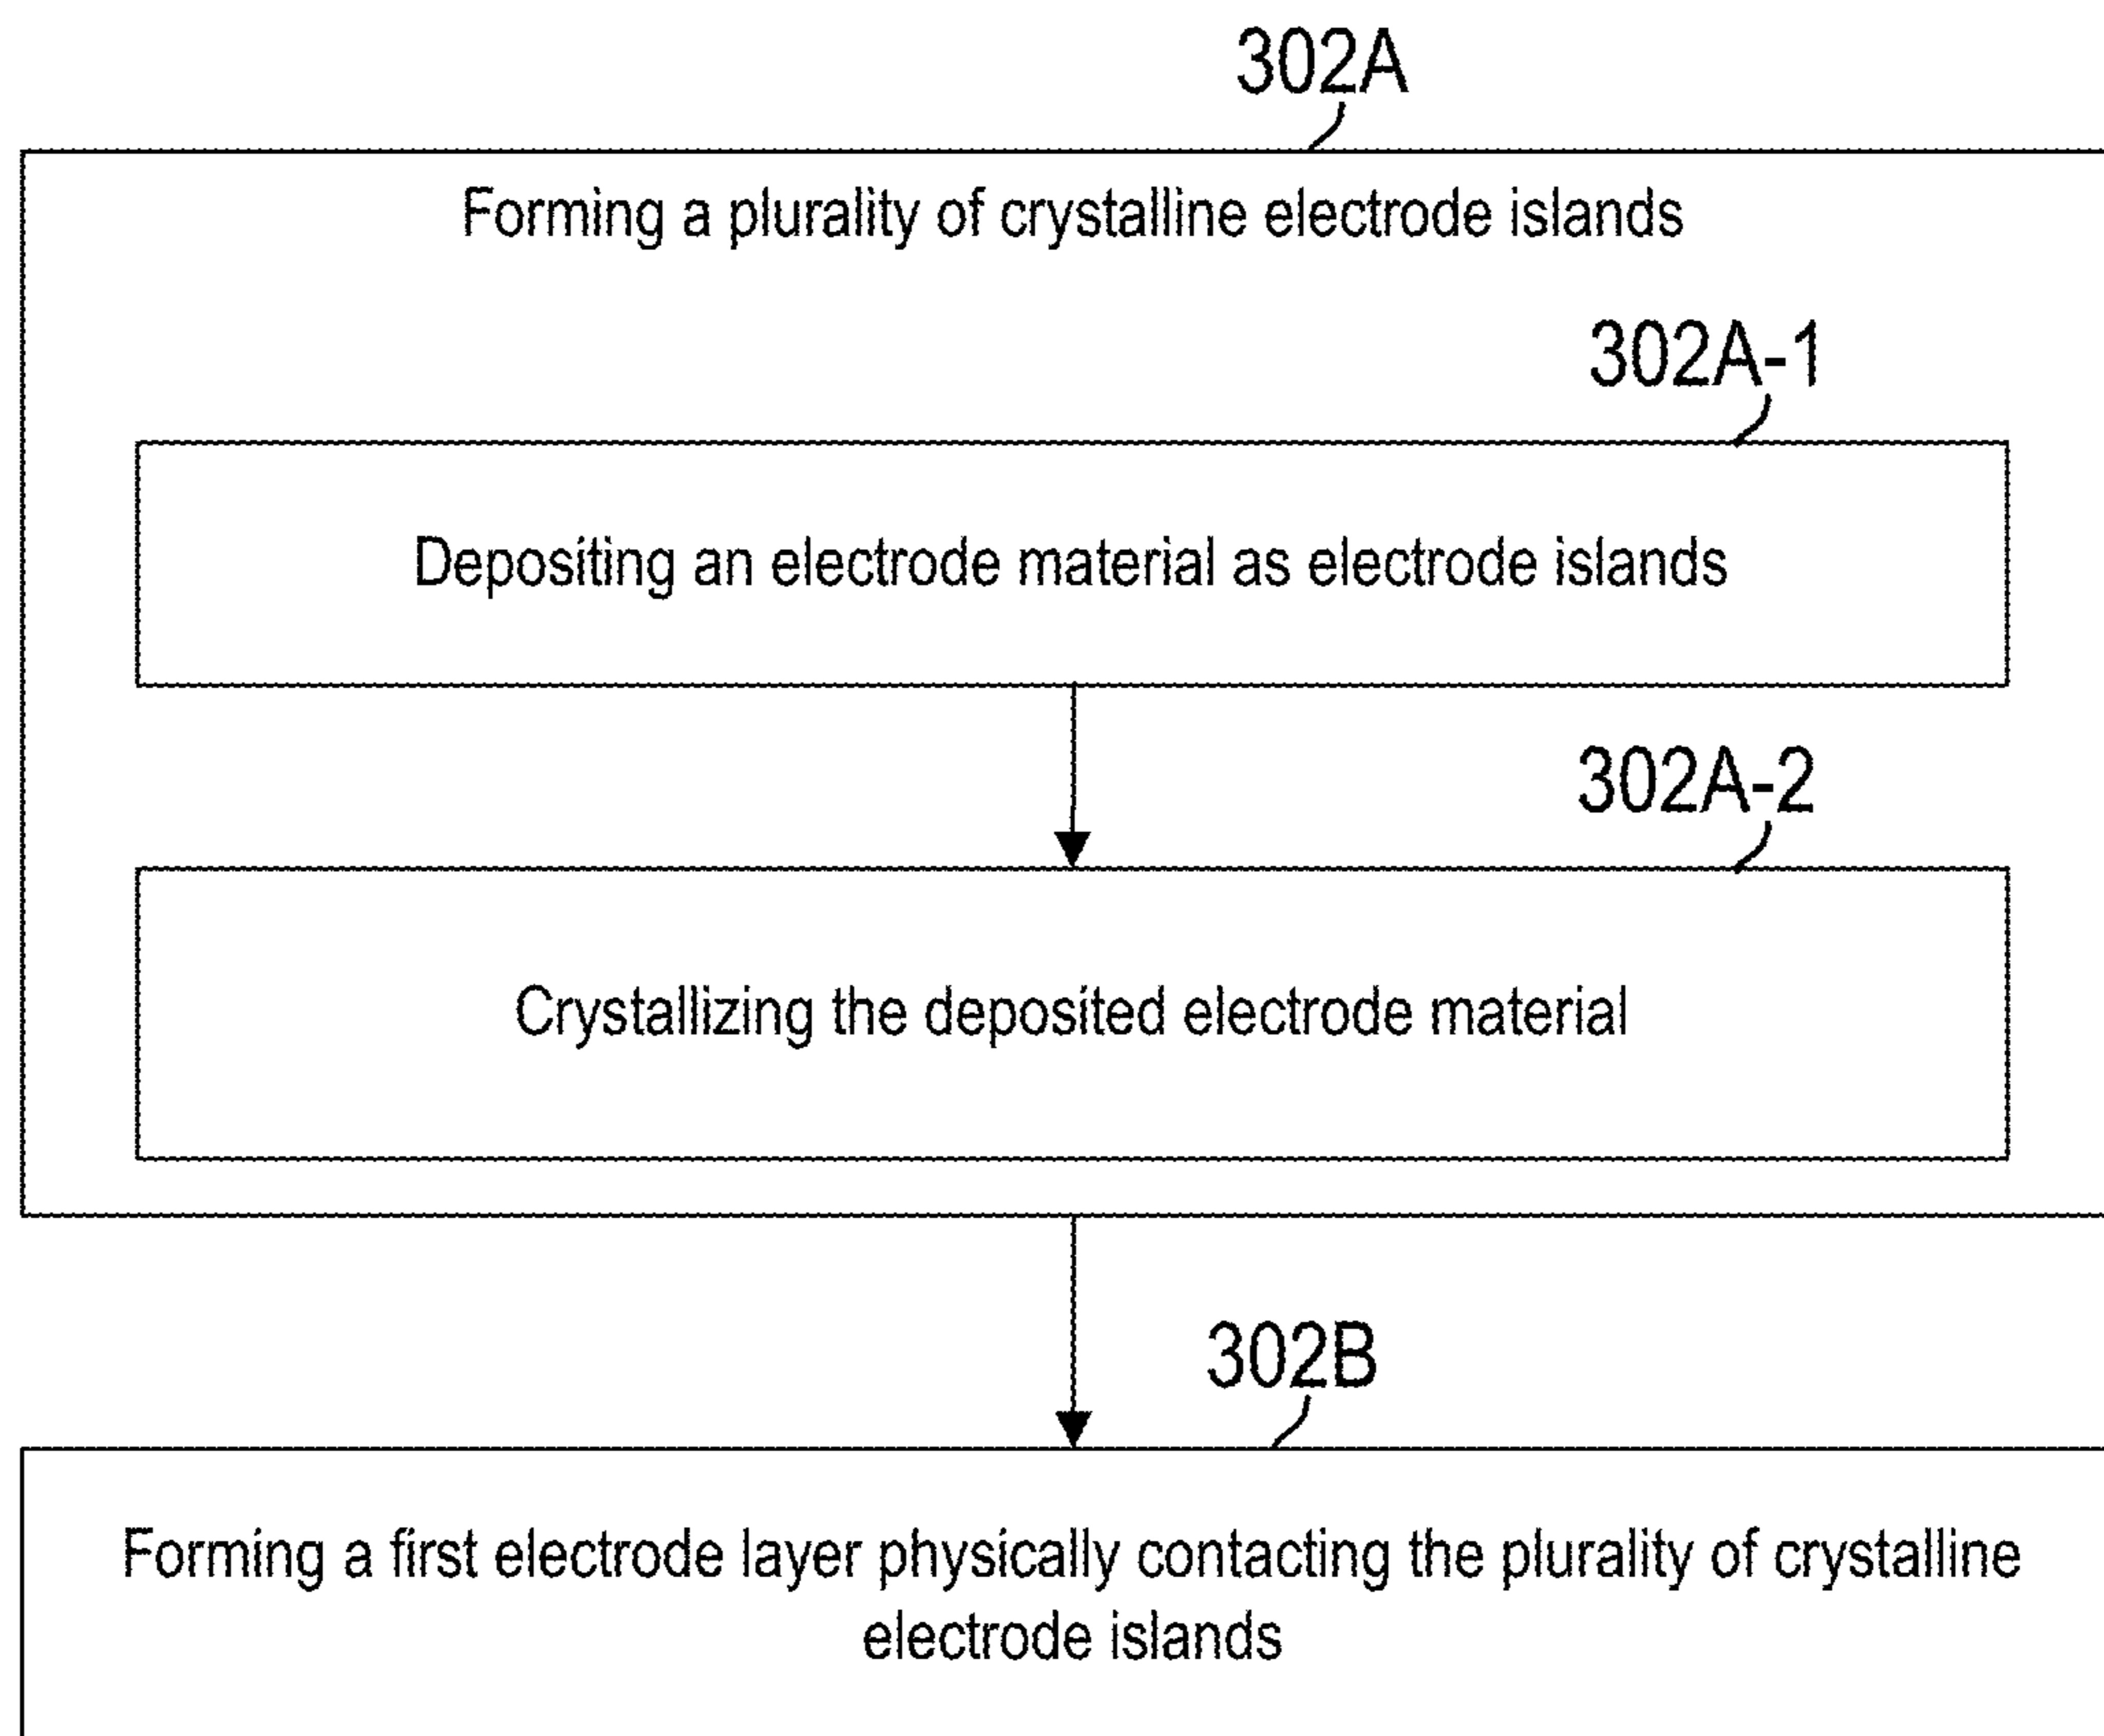 302A
Forming a plurality of crystalline electrode islands
302A-1
Depositing an electrode material as electrode islands
302A-2
Crystallizing the deposited electrode material
302B
Forming a first electrode layer physically contacting the plurality of crystalline
electrode islands